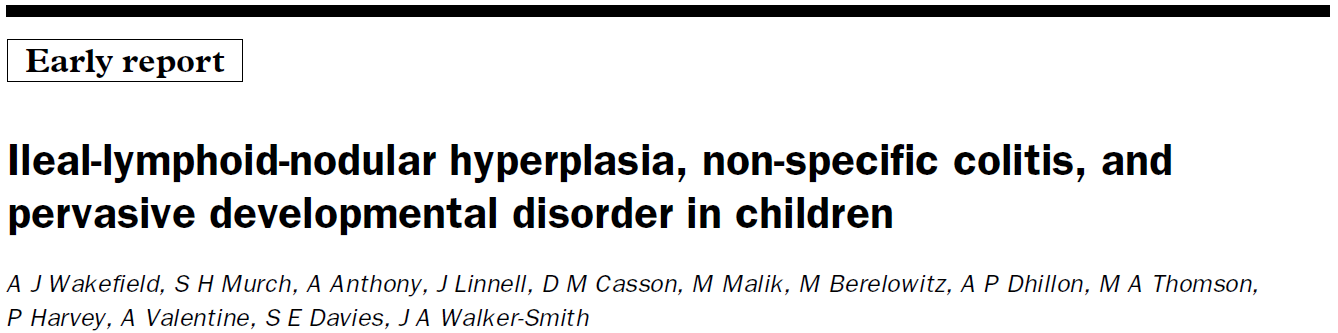 Early report
Ileal-lymphoid-nodular hyperplasia, non-specific colitis, and
pervasive developmental disorder in children
A J Wakefield, S H Murch, A Anthony, J Linnell, D M Casson, M Malik, M Berelowitz, A P Dhillon, M A Thomson,
P Harvey, A Valentine, S E Davies, J A Walker-Smith